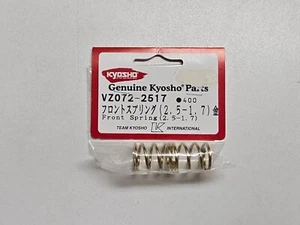 KYOSHO
Genuine Kyosho Parts
VZ072-2517 ●400
フロントスプリング(2.5-1.7)金
Front Spring(2.5-1.7)
TEAM KYOSHO K INTERNATIONAL